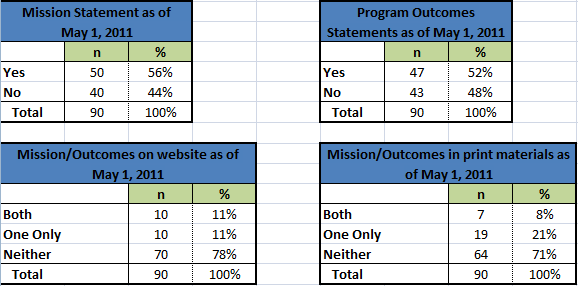 Mission Statement as of
May 1, 2011
n %
Yes 50 56%
No 40 44%
Total 90 100%
Program Outcomes
Statements as of May 1, 2011
n %
Yes 47 52%
No 43 48%
Total 90 100%
Mission/Outcomes on website as of
May 1, 2011
n %
Both 10 11%
One Only 10 11%
Neither 70 78%
Total 90 100%
Mission/Outcomes in print materials as
of May 1, 2011
n %
Both 7 8%
One Only 19 21%
Neither 64 71%
Total 90 100%